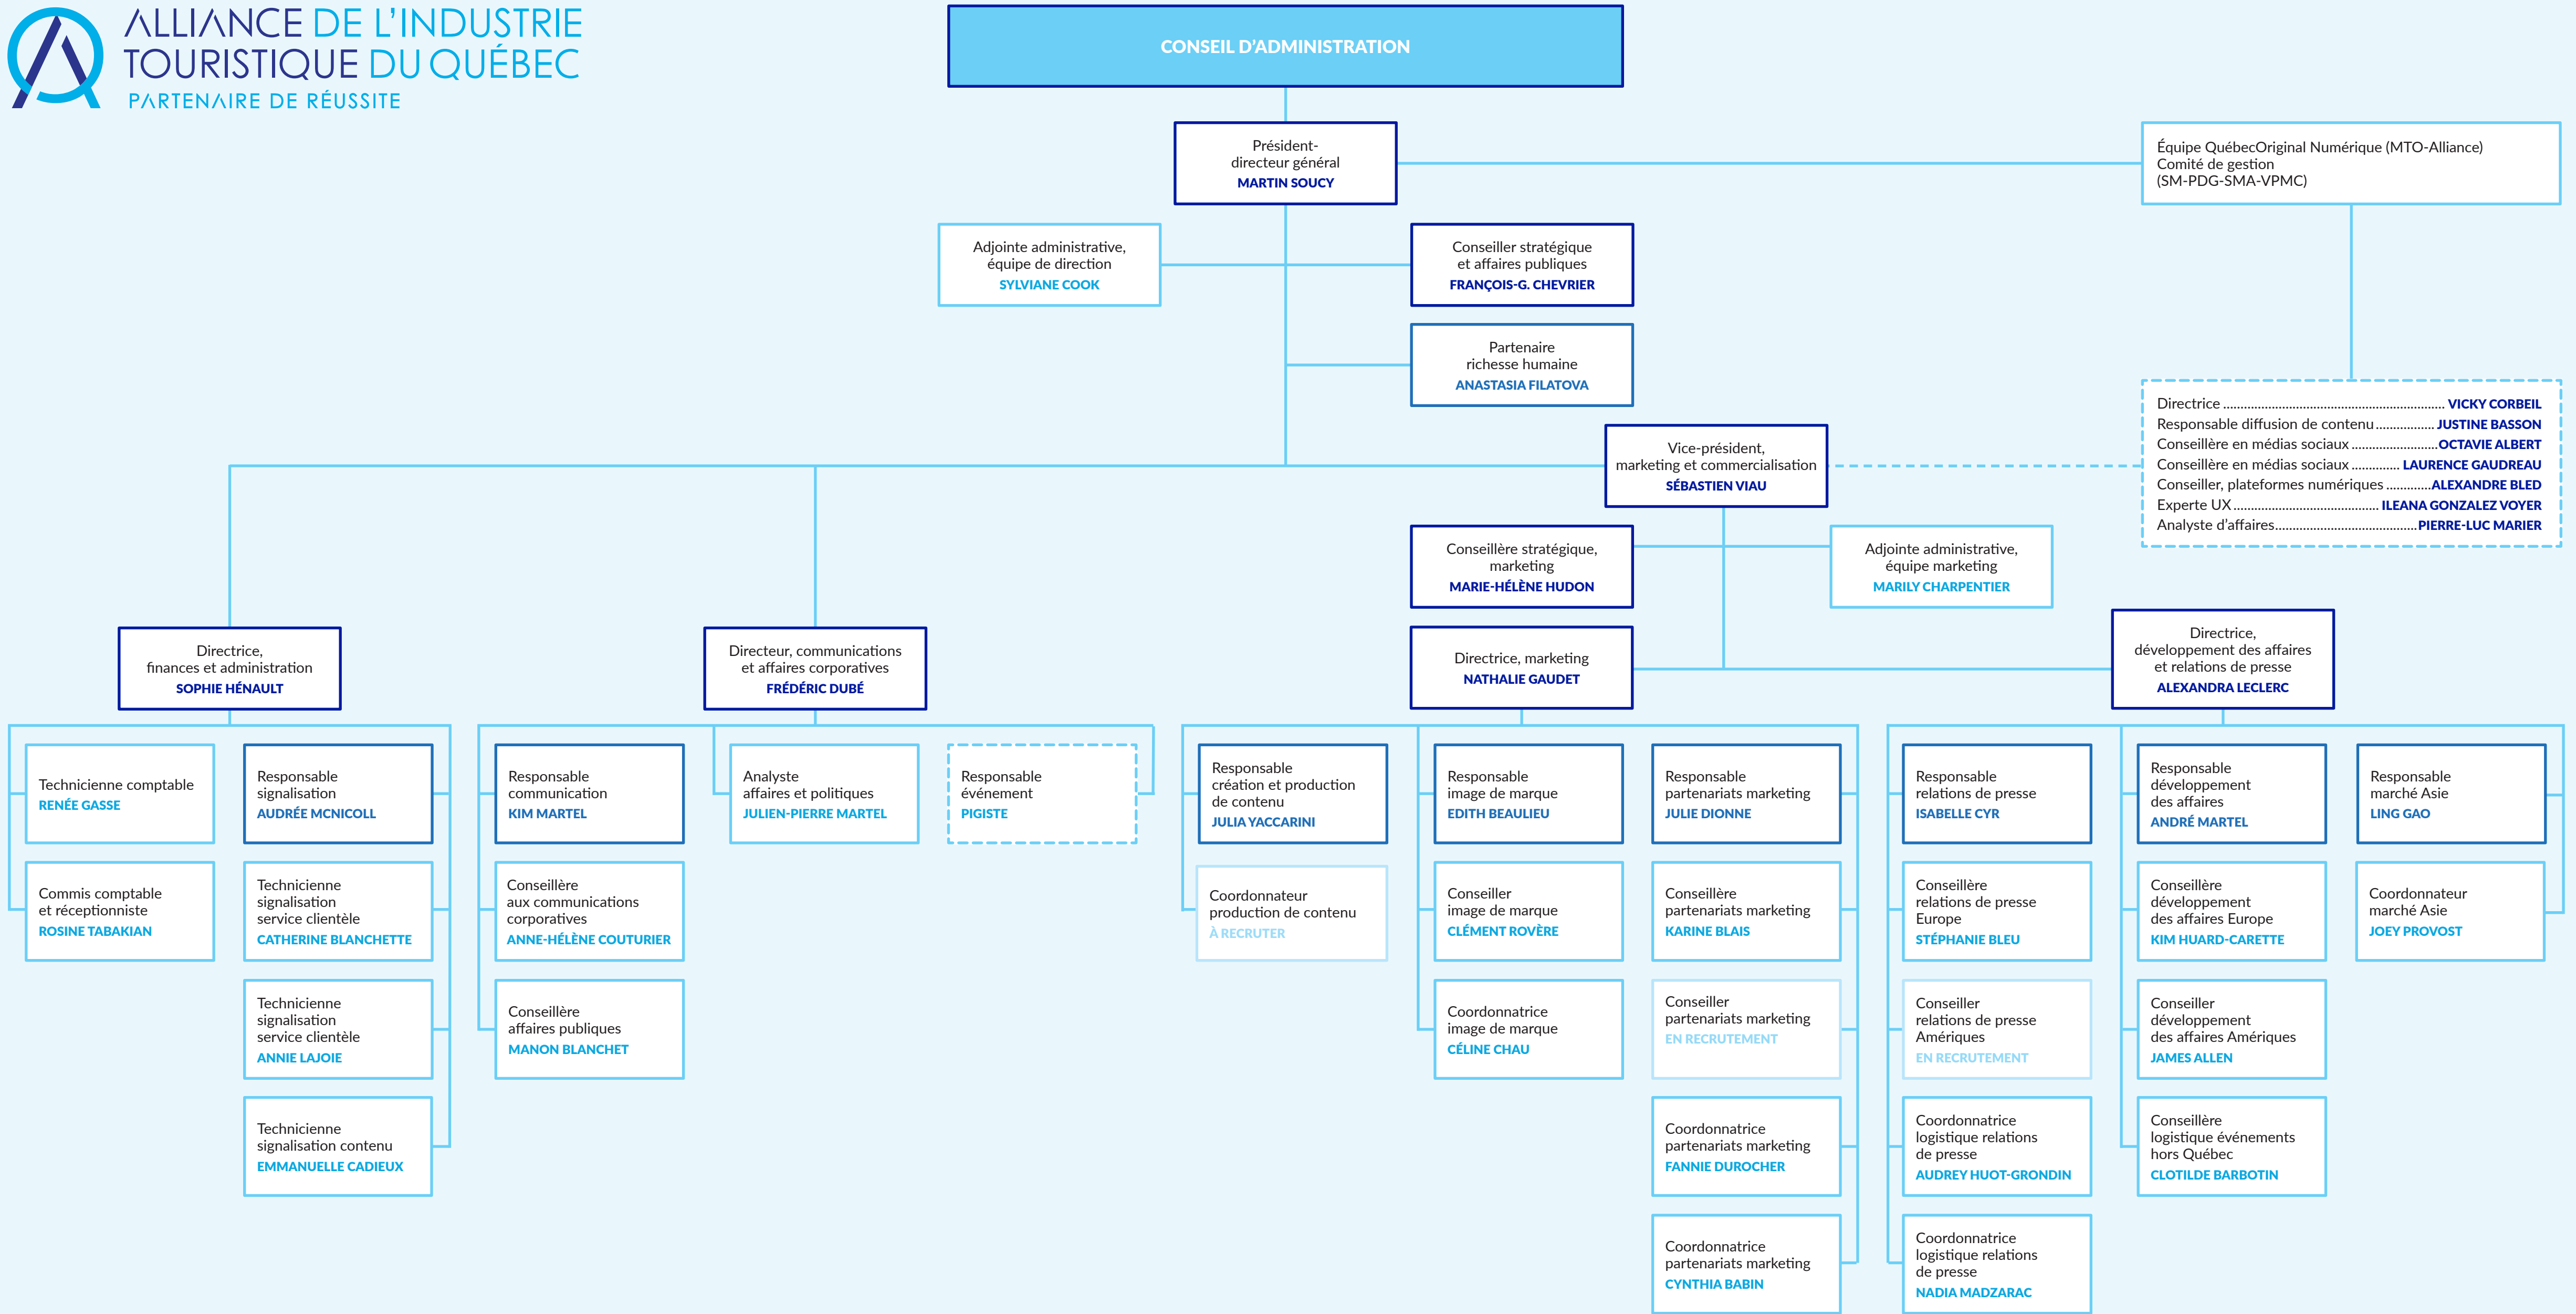 ALLIANCE DE L'INDUSTRIE
TOURISTIQUE DU QUÉBEC
PARTENAIRE DE RÉUSSITE
CONSEIL D'ADMINISTRATION
Président-
directeur général
MARTIN SOUCY
Équipe QuébecOriginal Numérique (MTO-Alliance)
Comité de gestion
(SM-PDG-SMA-VPMC)
Adjointe administrative,
équipe de direction
SYLVIANE COOK
Conseiller stratégique
et affaires publiques
FRANÇOIS-G. CHEVRIER
Partenaire
richesse humaine
ANASTASIA FILATOVA
Directrice ........ VICKY CORBEIL
Responsable diffusion de contenu ........ JUSTINE BASSON
Conseillère en médias sociaux ........ OCTAVIE ALBERT
Conseillère en médias sociaux ........ LAURENCE GAUDREAU
Conseiller, plateformes numériques ........ ALEXANDRE BLED
Experte UX ........ ILEANA GONZALEZ VOYER
Analyste d'affaires ........ PIERRE-LUC MARIER
Vice-président,
marketing et commercialisation
SÉBASTIEN VIAU
Conseillère stratégique,
marketing
MARIE-HÉLÈNE HUDON
Adjointe administrative,
équipe marketing
MARILY CHARPENTIER
Directrice,
finances et administration
SOPHIE HÉNAULT
Directeur, communications
et affaires corporatives
FRÉDÉRIC DUBÉ
Directrice, marketing
NATHALIE GAUDET
Directrice,
développement des affaires
et relations de presse
ALEXANDRA LECLERC
Technicienne comptable
RENÉE GASSE
Commis comptable
et réceptionniste
ROSINE TABAKIAN
Responsable
signalisation
AUDRÉE MCNICOLL
Technicienne
signalisation
service clientèle
CATHERINE BLANCHETTE
Technicienne
signalisation
service clientèle
ANNIE LAJOIE
Technicienne
signalisation contenu
EMMANUELLE CADIEUX
Responsable
communication
KIM MARTEL
Conseillère
aux communications
corporatives
ANNE-HÉLÈNE COUTURIER
Conseillère
affaires publiques
MANON BLANCHET
Analyste
affaires et politiques
JULIEN-PIERRE MARTEL
Responsable
événement
PIGISTE
Responsable
création et production
de contenu
JULIA YACCARINI
Coordonnateur
production de contenu
À RECRUTER
Responsable
image de marque
EDITH BEAULIEU
Conseiller
image de marque
CLÉMENT ROVÈRE
Coordonnatrice
image de marque
CÉLINE CHAU
Responsable
partenariats marketing
JULIE DIONNE
Conseillère
partenariats marketing
KARINE BLAIS
Conseiller
partenariats marketing
EN RECRUTEMENT
Coordonnatrice
partenariats marketing
FANNIE DUROCHER
Coordonnatrice
partenariats marketing
CYNTHIA BABIN
Responsable
relations de presse
ISABELLE CYR
Conseillère
relations de presse
Europe
STÉPHANIE BLEU
Conseiller
relations de presse
Amériques
EN RECRUTEMENT
Coordonnatrice
logistique relations
de presse
AUDREY HUOT-GRONDIN
Coordonnatrice
logistique relations
de presse
NADIA MADZARAC
Responsable
développement
des affaires
ANDRÉ MARTEL
Conseillère
développement
des affaires Europe
KIM HUARD-CARETTE
Conseiller
développement
des affaires Amériques
JAMES ALLEN
Conseillère
logistique événements
hors Québec
CLOTILDE BARBOTIN
Responsable
marché Asie
LING GAO
Coordonnateur
marché Asie
JOEY PROVOST